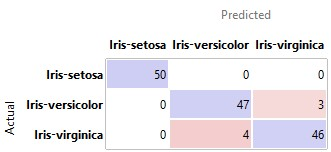 Predicted
Iris-setosa Iris-versicolor Iris-virginica
Iris-setosa 50 0 0
Iris-versicolor 0 47 3
Iris-virginica 0 4 46
Actual